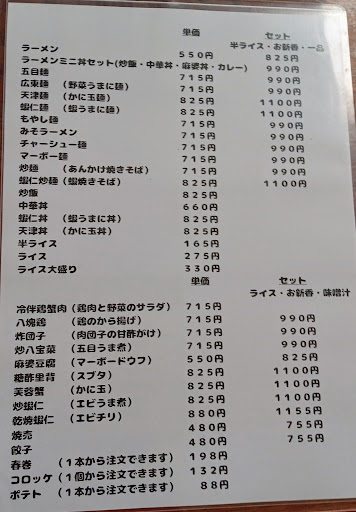 単価 セット
半ライス・お新香・一品
ラーメン 550円 825円
ラーメンミニ丼セット(炒飯・中華丼・麻婆丼・カレー) 990円
五目麺 715円 990円
広東麺 (野菜うまに麺) 715円 990円
天津麺 (かに玉麺) 825円 1100円
蝦仁麺 (蝦うまに麺) 825円 1100円
もやし麺 715円 990円
みそラーメン 715円 990円
チャーシュー麺 715円 990円
マーボー麺 715円 990円
炒麺 (あんかけ焼きそば) 715円 990円
蝦仁炒麺(蝦焼きそば) 825円 1100円
炒飯 825円
中華丼 660円
蝦仁丼 (蝦うまに丼) 825円
天津丼 (かに玉丼) 825円
半ライス 165円
ライス 275円
ライス大盛り 330円
単価 セット
ライス・お新香・味噌汁
冷伴鶏蟹肉(鶏肉と野菜のサラダ) 715円
八塊鶏 (鶏のから揚げ) 715円 990円
炸団子 (肉団子の甘酢がけ) 715円 990円
炒八宝菜 (五目うま煮) 715円 990円
麻婆豆腐 (マーボードウフ) 550円 825円
糖酢里背 (スブタ) 825円 1100円
芙蓉蟹 (かに玉) 825円 1100円
炒蝦仁 (エビうま煮) 825円 1100円
乾焼蝦仁 (エビチリ) 880円 1155円
焼売 480円 755円
餃子 480円 755円
春巻 (1本から注文できます) 198円
コロッケ (1個から注文できます) 132円
ポテト (1本から注文できます) 88円